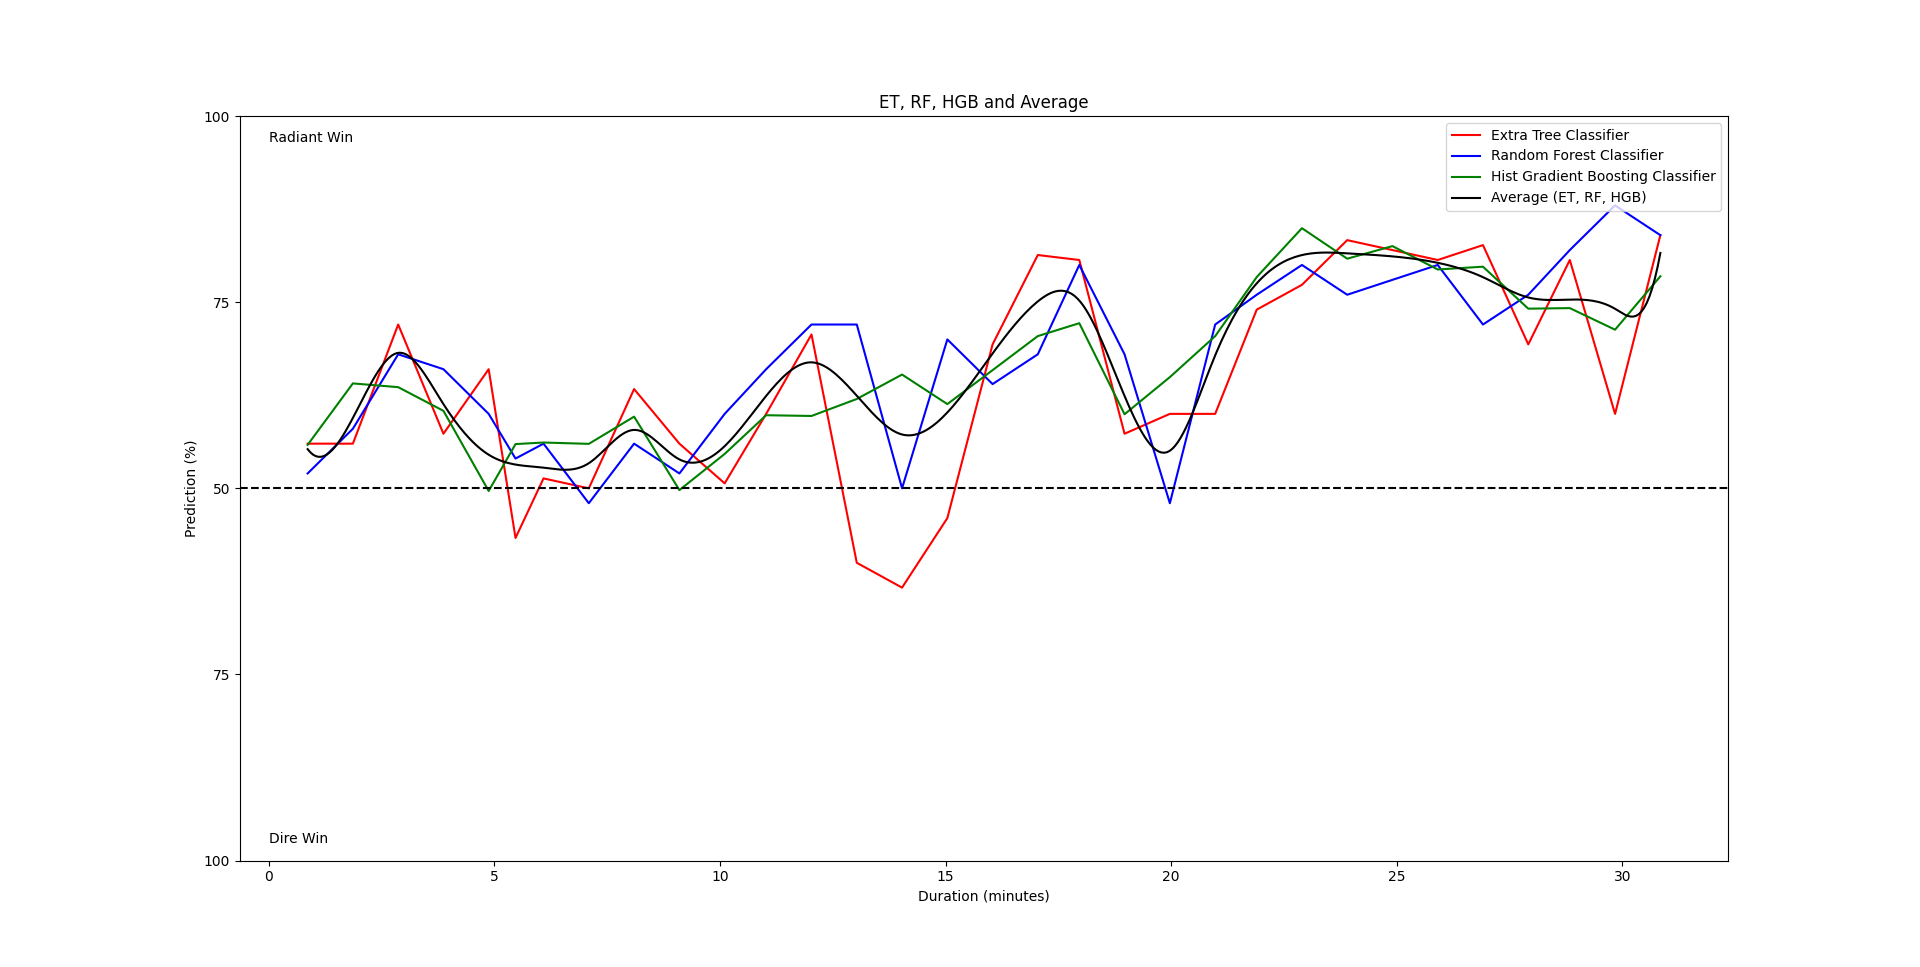 ET, RF, HGB and Average
100
75
50
75
100
Prediction (%)
Radiant Win
Dire Win
Extra Tree Classifier
Random Forest Classifier
Hist Gradient Boosting Classifier
Average (ET, RF, HGB)
0 5 10 15 20 25 30
Duration (minutes)